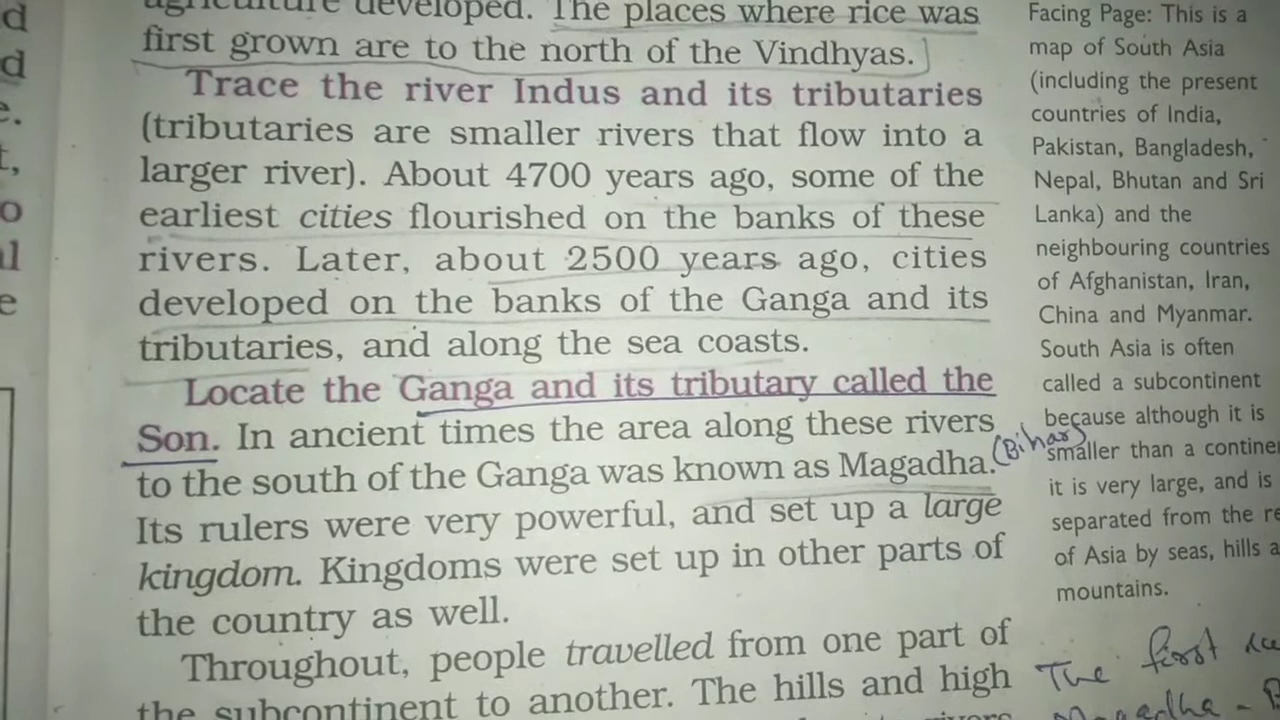 agriculture developed. The places where rice was
first grown are to the north of the Vindhyas.
Trace the river Indus and its tributaries
(tributaries are smaller rivers that flow into a
larger river). About 4700 years ago, some of the
earliest cities flourished on the banks of these
rivers. Later, about 2500 years ago, cities
developed on the banks of the Ganga and its
tributaries, and along the sea coasts.
Locate the Ganga and its tributary called the
Son. In ancient times the area along these rivers
to the south of the Ganga was known as Magadha. (Bihar)
Its rulers were very powerful, and set up a large
kingdom. Kingdoms were set up in other parts of
the country as well.
Throughout, people travelled from one part of
the subcontinent to another. The hills and high
Facing Page: This is a
map of South Asia
(including the present
countries of India,
Pakistan, Bangladesh,
Nepal, Bhutan and Sri
Lanka) and the
neighbouring countries
of Afghanistan, Iran,
China and Myanmar.
South Asia is often
called a subcontinent
because although it is
smaller than a contine
it is very large, and is
separated from the re
of Asia by seas, hills a
mountains.
The first
Magadha -